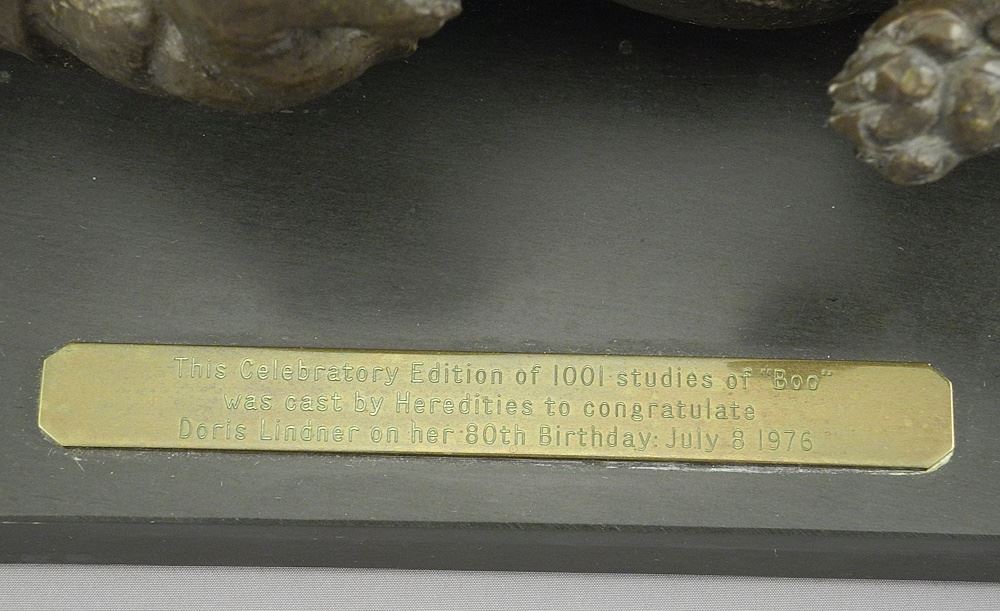 This Celebratory Edition of 1001 studies of "Boo"
was cast by Heredities to congratulate
Doris Lindner on her 80th Birthday: July 8 1976